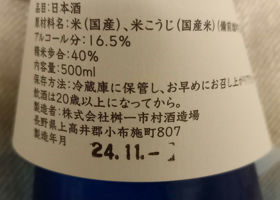 品目:日本酒
原材料名:米(国産)、米こうじ(国産米)
アルコール分:16.5%
精米歩合:40%
内容量:500ml
保存方法:冷蔵庫に保管し、お早めにお召し上が
飲酒は20歳以上になってから。
製造者:株式会社桝一市村酒造場
長野県上高井郡小布施町807
製造年月
24.11.-